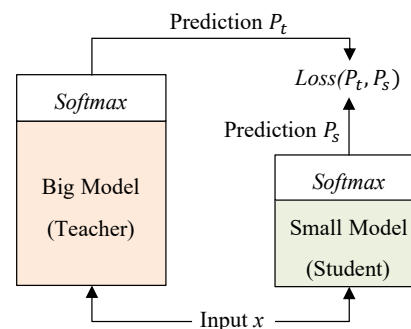 Prediction P_t
Loss(P_t, P_s)
Softmax
Prediction P_s
Big Model
(Teacher)
Softmax
Small Model
(Student)
Input x